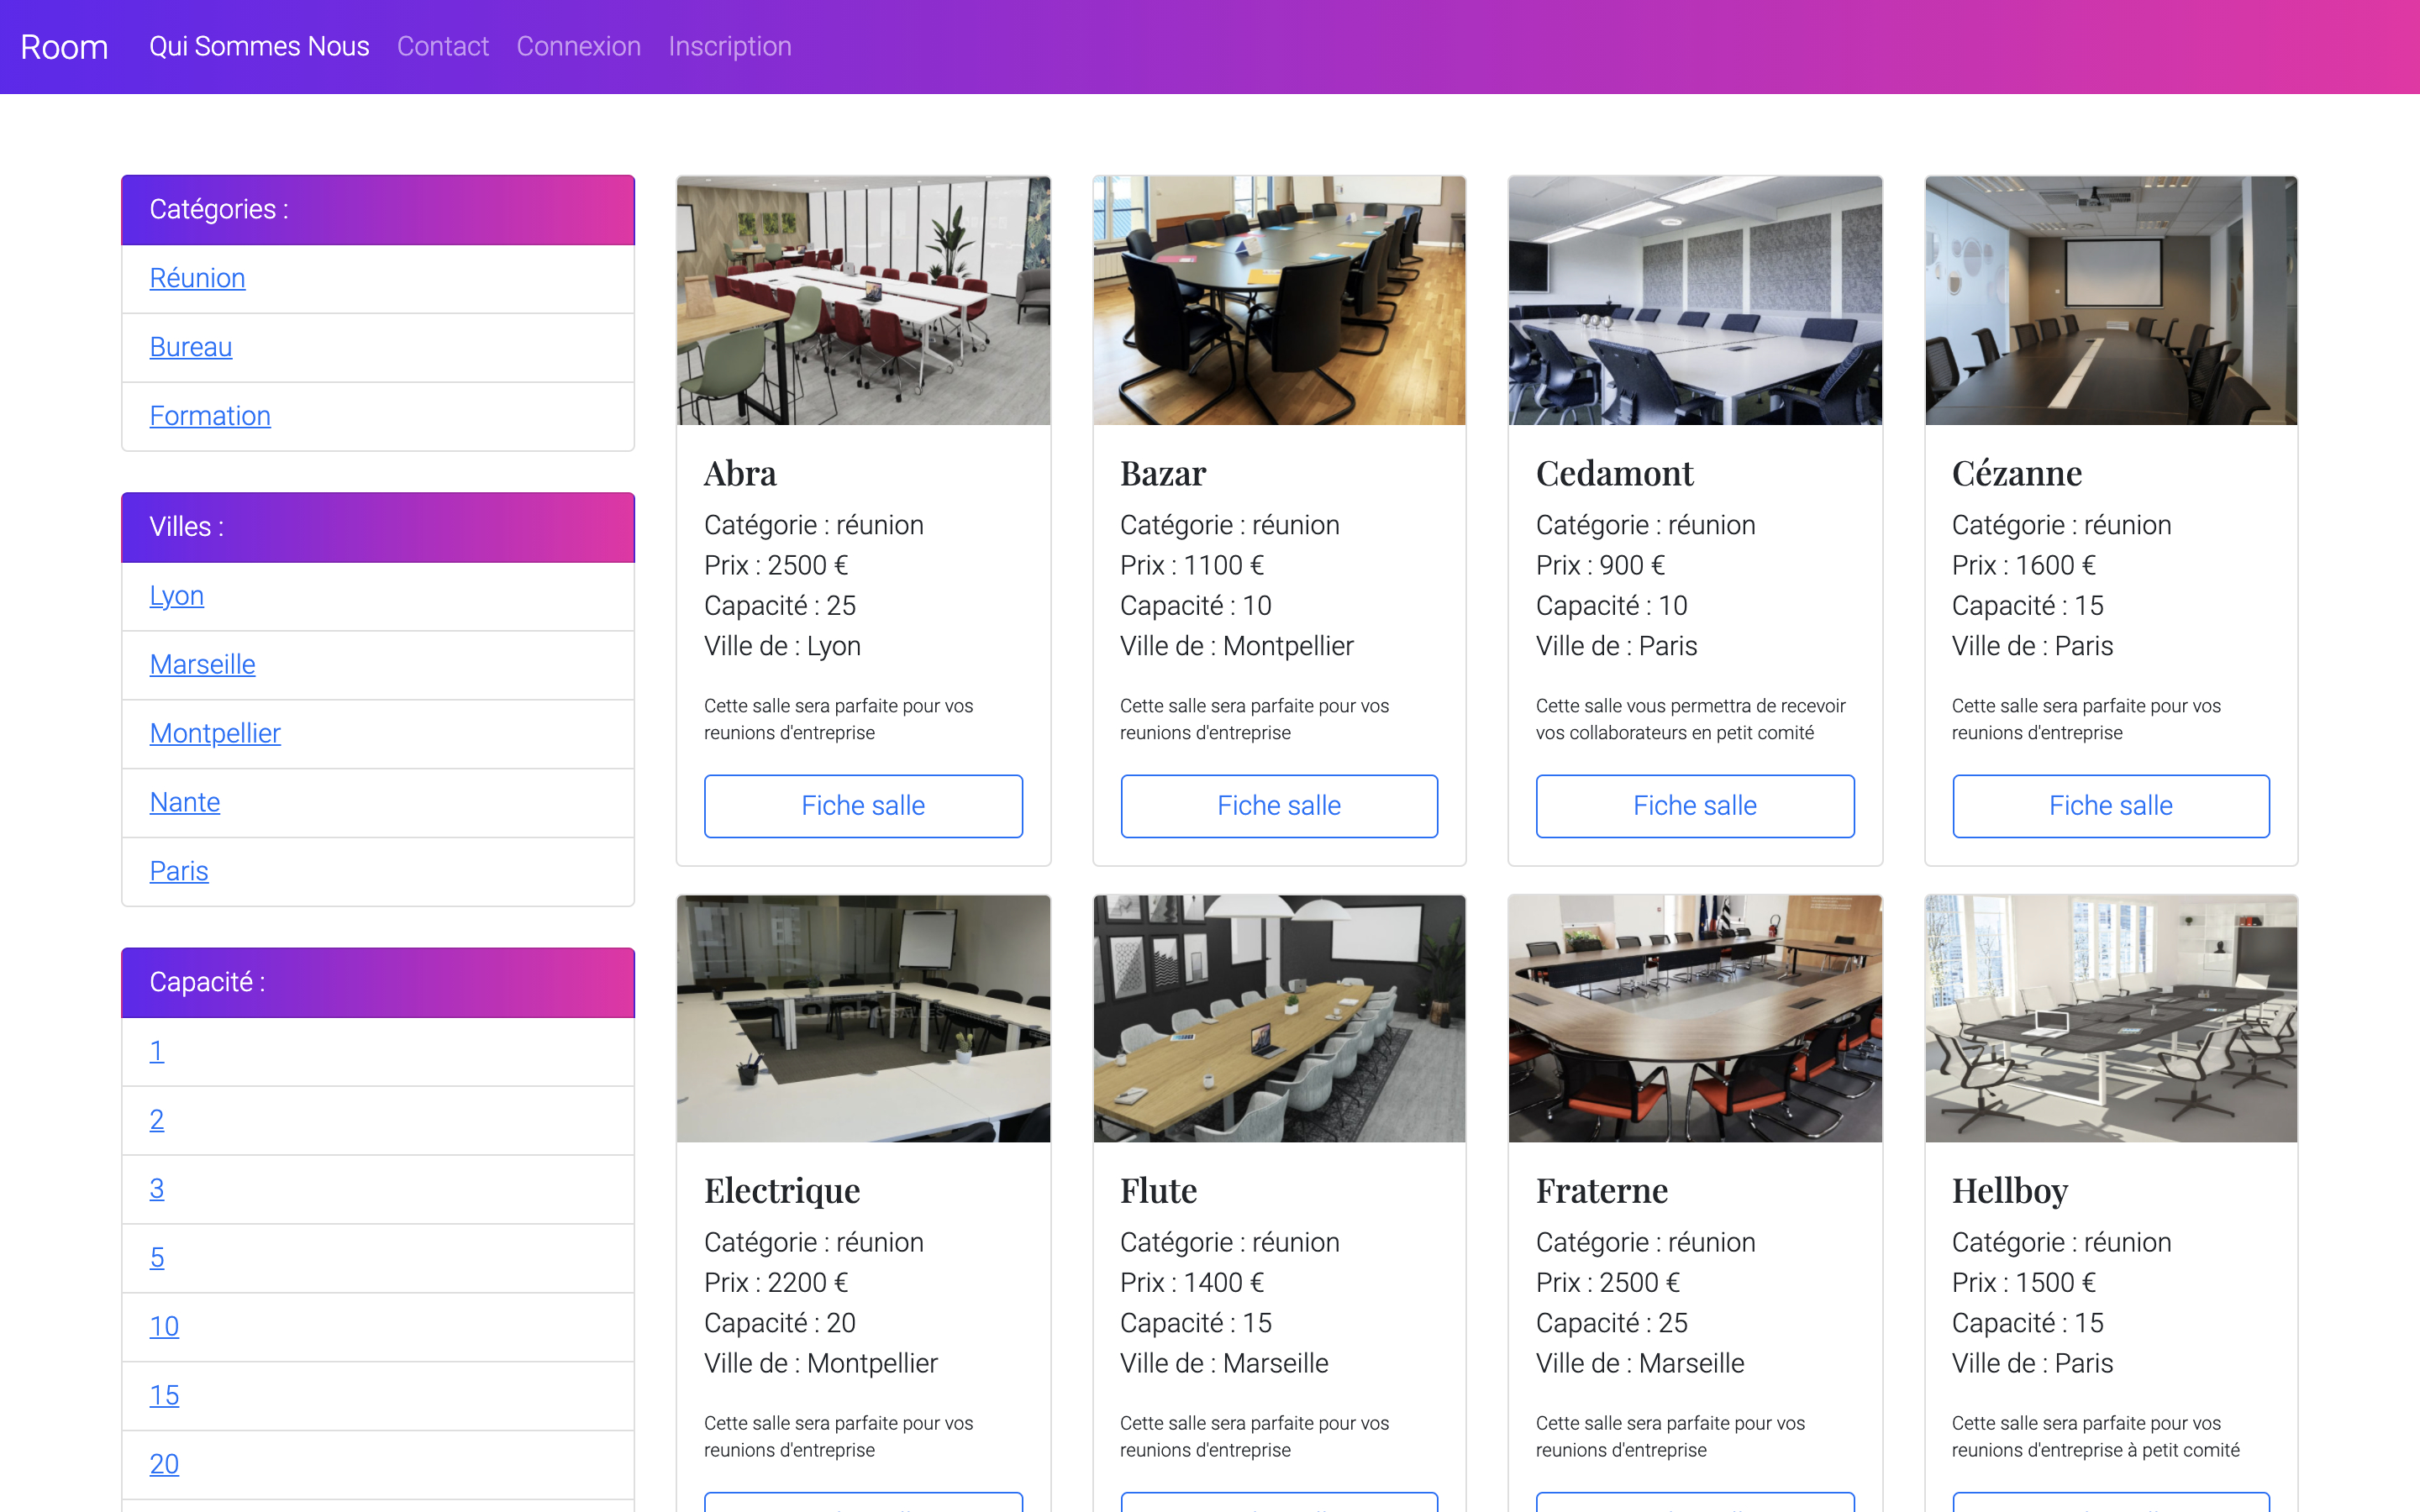 Room
Qui Sommes Nous
Contact
Connexion
Inscription
Catégories :
Réunion
Bureau
Formation
Villes :
Lyon
Marseille
Montpellier
Nante
Paris
Capacité :
1
2
3
5
10
15
20
Abra
Catégorie : réunion
Prix : 2500 €
Capacité : 25
Ville de : Lyon
Cette salle sera parfaite pour vos
reunions d'entreprise
Fiche salle
Bazar
Catégorie : réunion
Prix : 1100 €
Capacité : 10
Ville de : Montpellier
Cette salle sera parfaite pour vos
reunions d'entreprise
Fiche salle
Cedamont
Catégorie : réunion
Prix : 900 €
Capacité : 10
Ville de : Paris
Cette salle vous permettra de recevoir
vos collaborateurs en petit comité
Fiche salle
Cézanne
Catégorie : réunion
Prix : 1600 €
Capacité : 15
Ville de : Paris
Cette salle sera parfaite pour vos
reunions d'entreprise
Fiche salle
Electrique
Catégorie : réunion
Prix : 2200 €
Capacité : 20
Ville de : Montpellier
Cette salle sera parfaite pour vos
reunions d'entreprise
Flute
Catégorie : réunion
Prix : 1400 €
Capacité : 15
Ville de : Marseille
Cette salle sera parfaite pour vos
reunions d'entreprise
Fraterne
Catégorie : réunion
Prix : 2500 €
Capacité : 25
Ville de : Marseille
Cette salle sera parfaite pour vos
reunions d'entreprise
Hellboy
Catégorie : réunion
Prix : 1500 €
Capacité : 15
Ville de : Paris
Cette salle sera parfaite pour vos
reunions d'entreprise à petit comité